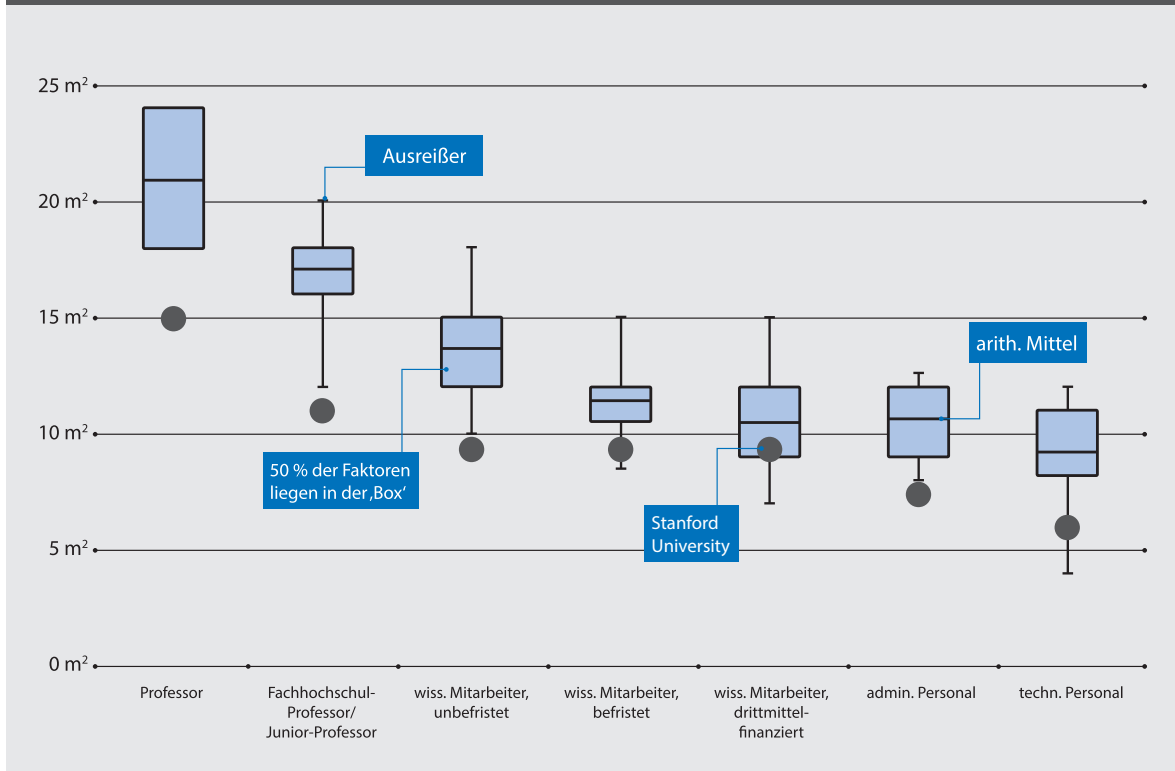 25 m²
Ausreißer
20 m²
15 m²
arith. Mittel
10 m²
50 % der Faktoren
liegen in der ‚Box‘
Stanford
University
5 m²
0 m²
Professor
Fachhochschul-
Professor/
Junior-Professor
wiss. Mitarbeiter,
unbefristet
wiss. Mitarbeiter,
befristet
wiss. Mitarbeiter,
drittmittel-
finanziert
admin. Personal
techn. Personal